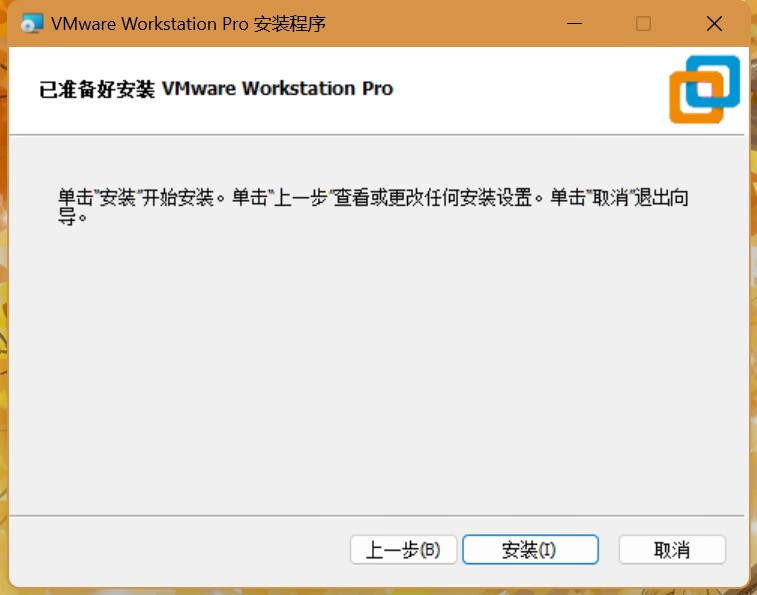 VMware Workstation Pro 安装程序
已准备好安装 VMware Workstation Pro
单击“安装”开始安装。单击“上一步”查看或更改任何安装设置。单击“取消”退出向
导。
上一步(B) 安装(I) 取消